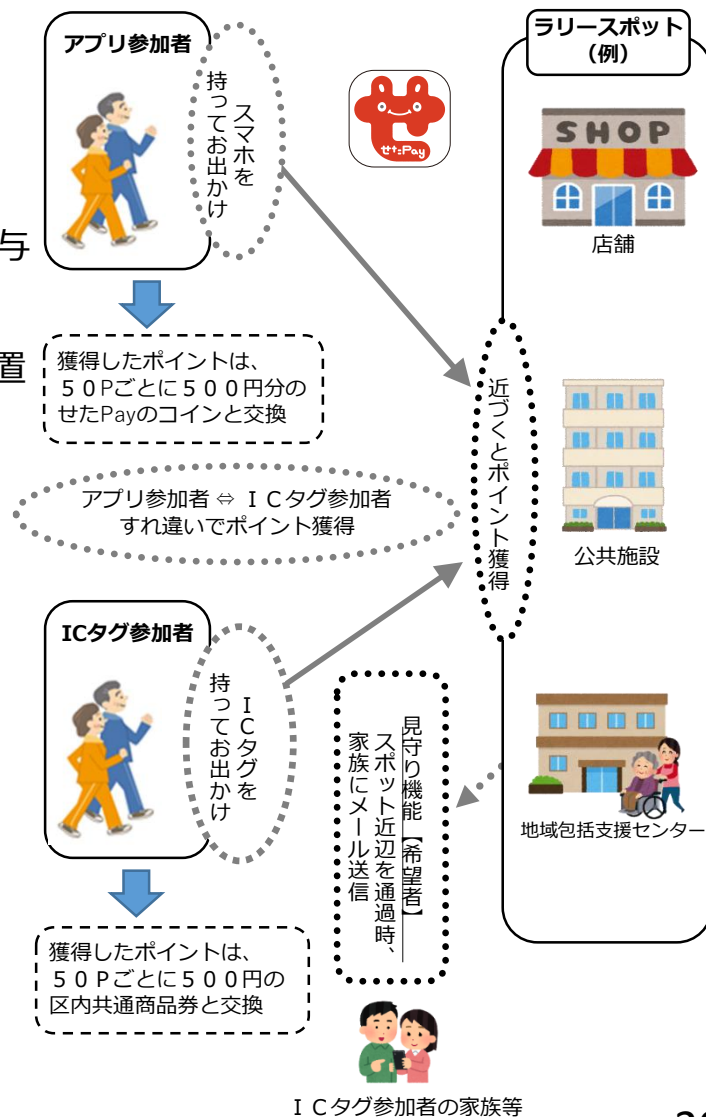 アプリ参加者
スマホを
持ってお出かけ
せたPay
ラリースポット
（例）
SHOP
店舗
与
置
獲得したポイントは、
５０Pごとに５００円分の
せたPayのコインと交換
近づくとポイント獲得
アプリ参加者 ⇔ ＩＣタグ参加者
すれ違いでポイント獲得
公共施設
ICタグ参加者
ＩＣタグを
持ってお出かけ
見守り機能【希望者】
スポット近辺を通過時、
家族にメール送信
地域包括支援センター
獲得したポイントは、
５０Ｐごとに５００円の
区内共通商品券と交換
ＩＣタグ参加者の家族等